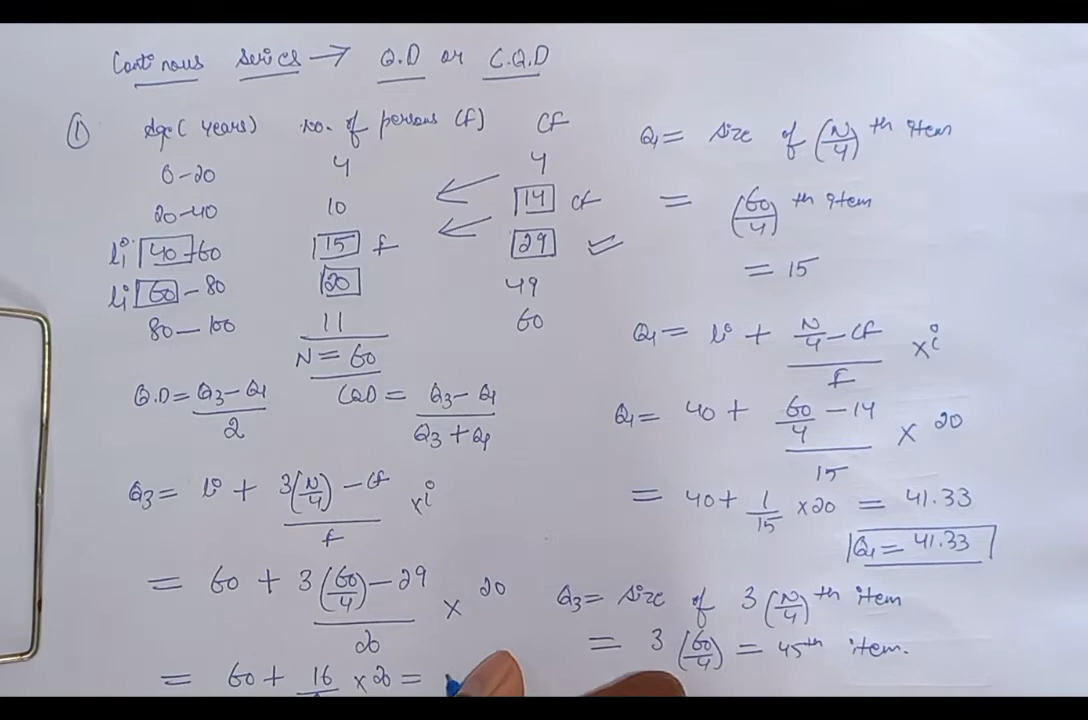 Continous series → Q.D or C.Q.D
① Age (years) No. of persons (f) CF
0-20 4 4
20-40 10 14 CF
l₁ 40-60 15 f 29
l₁ 60-80 20 49
80-100 11 60
N = 60
Q.D = Q3 - Q1 / 2 CQD = Q3 - Q1 / Q3 + Q1
Q3 = l₁ + 3(N/4) - CF / f × i
= 60 + 3(60/4) - 29 / 20 × 20
= 60 + 16 × 20 =
Q1 = size of (N/4)th item
= (60/4)th item
= 15
Q1 = l₁ + N/4 - CF / f × i
Q1 = 40 + 60/4 - 14 / 15 × 20
= 40 + 1/15 × 20 = 41.33
Q1 = 41.33
Q3 = size of 3(N/4)th item
= 3(60/4) = 45th item.